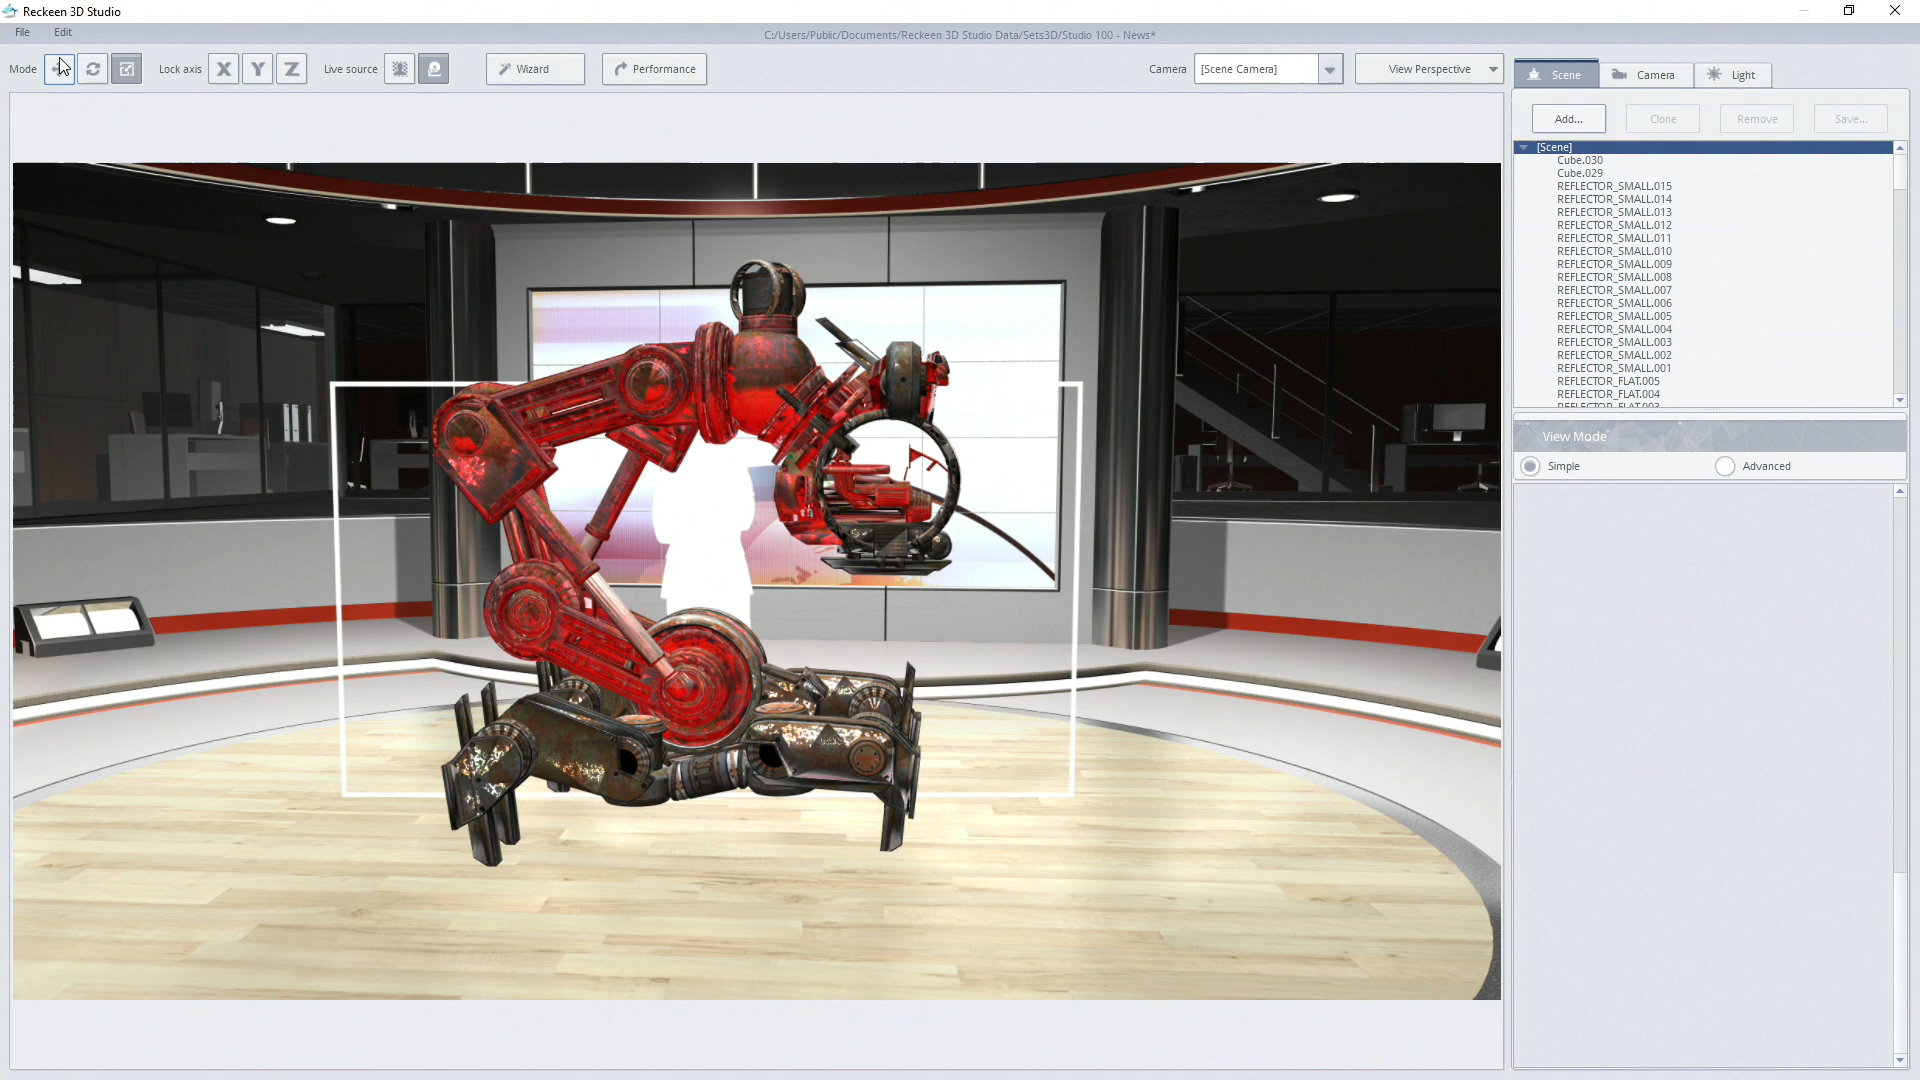 Reckeen 3D Studio
File Edit
C:/Users/Public/Documents/Reckeen 3D Studio Data/Sets3D/Studio 100 - News*
Mode Lock axis X Y Z Live source Wizard Performance Camera [Scene Camera] View Perspective
Scene Camera Light
Add... Clone Remove Save...
[Scene]
Cube.030
Cube.029
REFLECTOR_SMALL.015
REFLECTOR_SMALL.014
REFLECTOR_SMALL.013
REFLECTOR_SMALL.012
REFLECTOR_SMALL.011
REFLECTOR_SMALL.010
REFLECTOR_SMALL.009
REFLECTOR_SMALL.008
REFLECTOR_SMALL.007
REFLECTOR_SMALL.006
REFLECTOR_SMALL.005
REFLECTOR_SMALL.004
REFLECTOR_SMALL.003
REFLECTOR_SMALL.002
REFLECTOR_SMALL.001
REFLECTOR_FLAT.005
REFLECTOR_FLAT.004
REFLECTOR_FLAT.003
View Mode
Simple Advanced